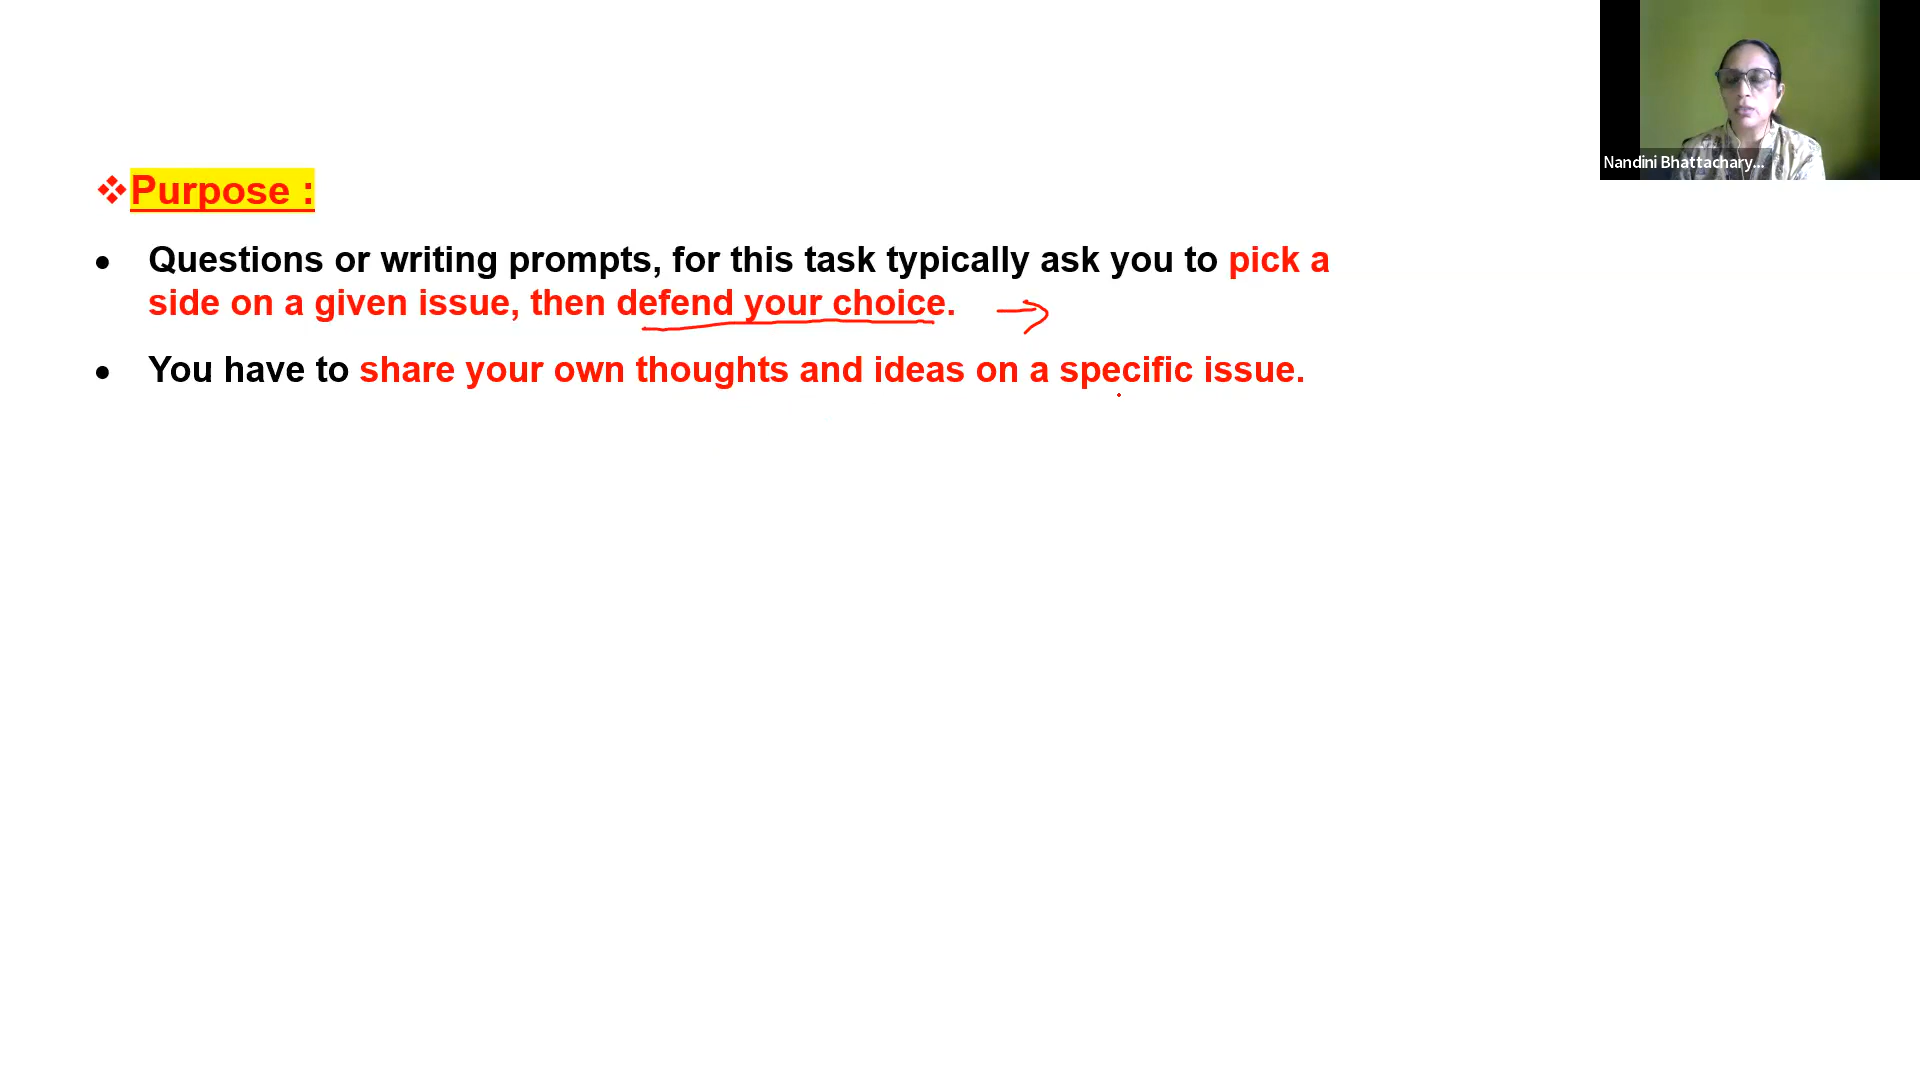 ❖Purpose :
• Questions or writing prompts, for this task typically ask you to pick a
side on a given issue, then defend your choice.
• You have to share your own thoughts and ideas on a specific issue.
Nandini Bhattachary...